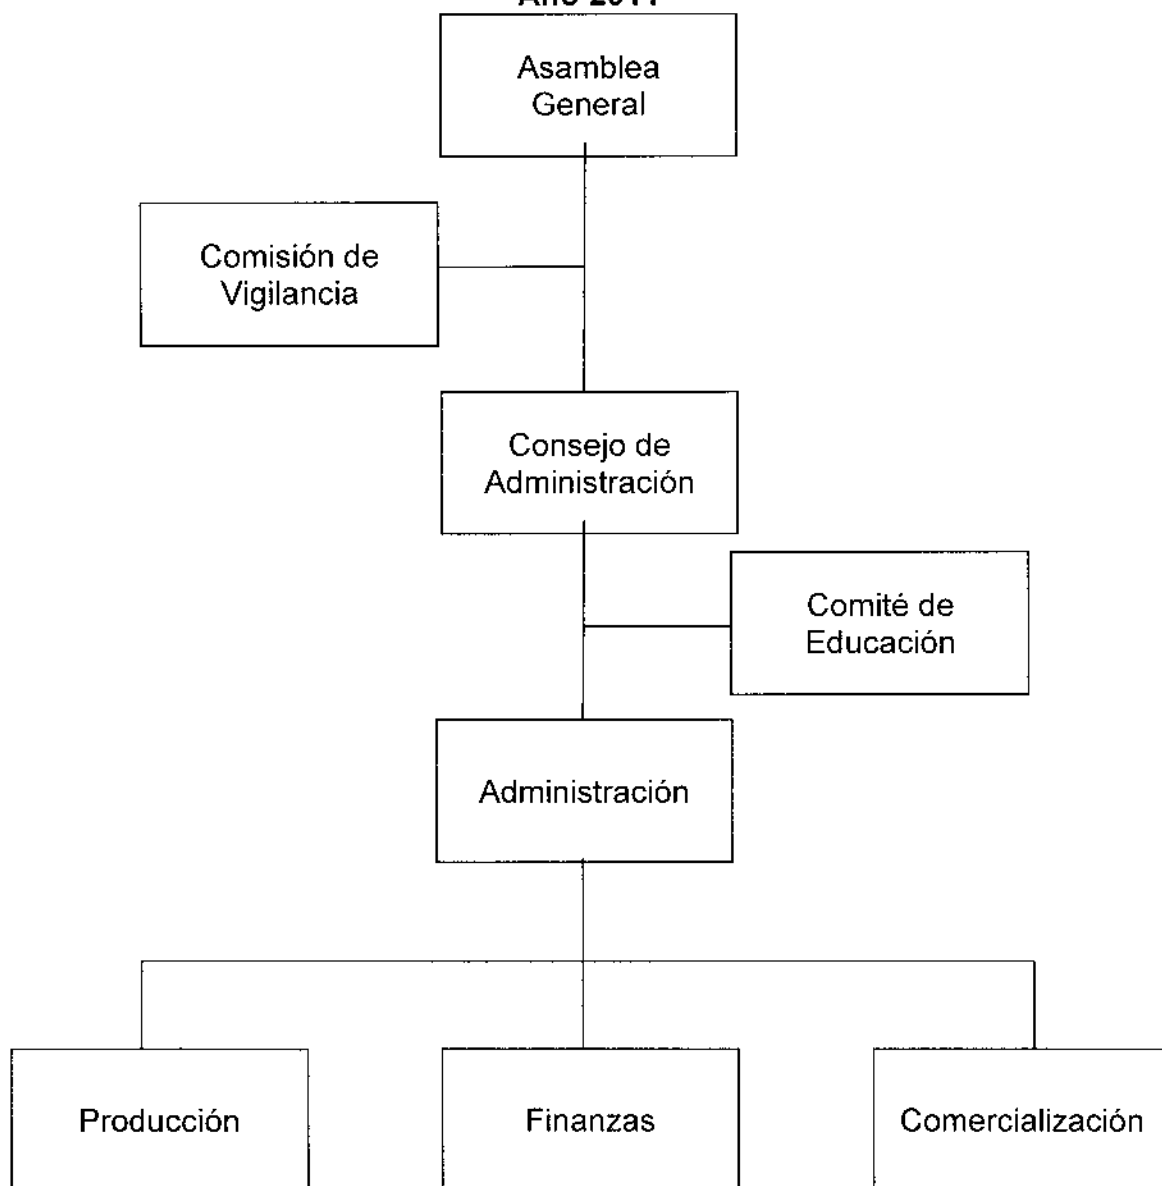 Asamblea
General
Comisión de
Vigilancia
Consejo de
Administración
Comité de
Educación
Administración
Producción
Finanzas
Comercialización